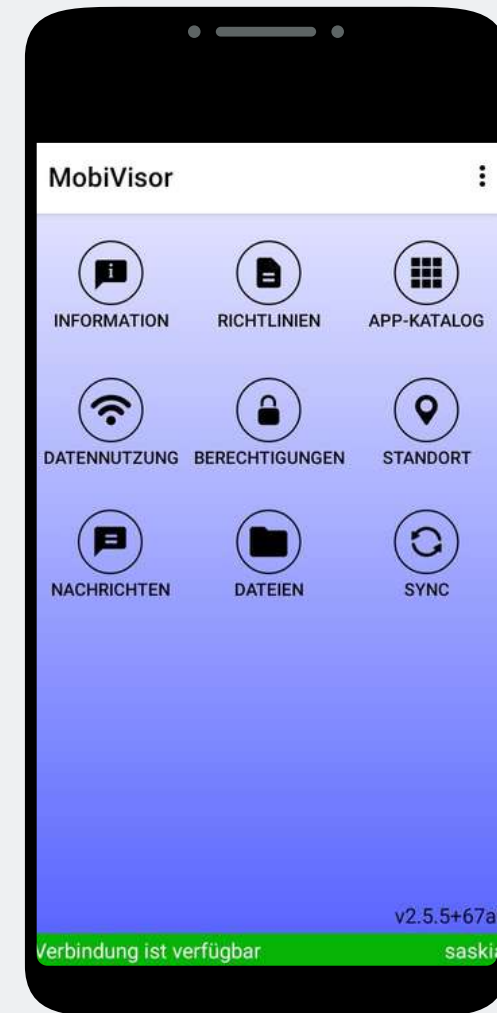 MobiVisor
INFORMATION RICHTLINIEN APP-KATALOG
DATENNUTZUNG BERECHTIGUNGEN STANDORT
NACHRICHTEN DATEIEN SYNC
v2.5.5+67a
Verbindung ist verfügbar saskia